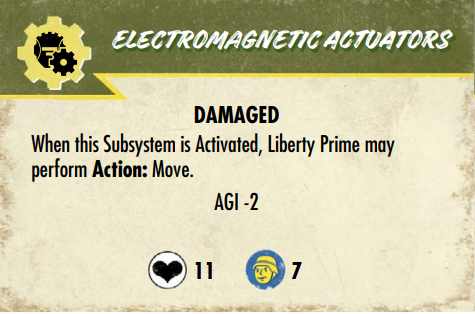 ELECTROMAGNETIC ACTUATORS
DAMAGED
When this Subsystem is Activated, Liberty Prime may
perform Action: Move.
AGI -2
11 7